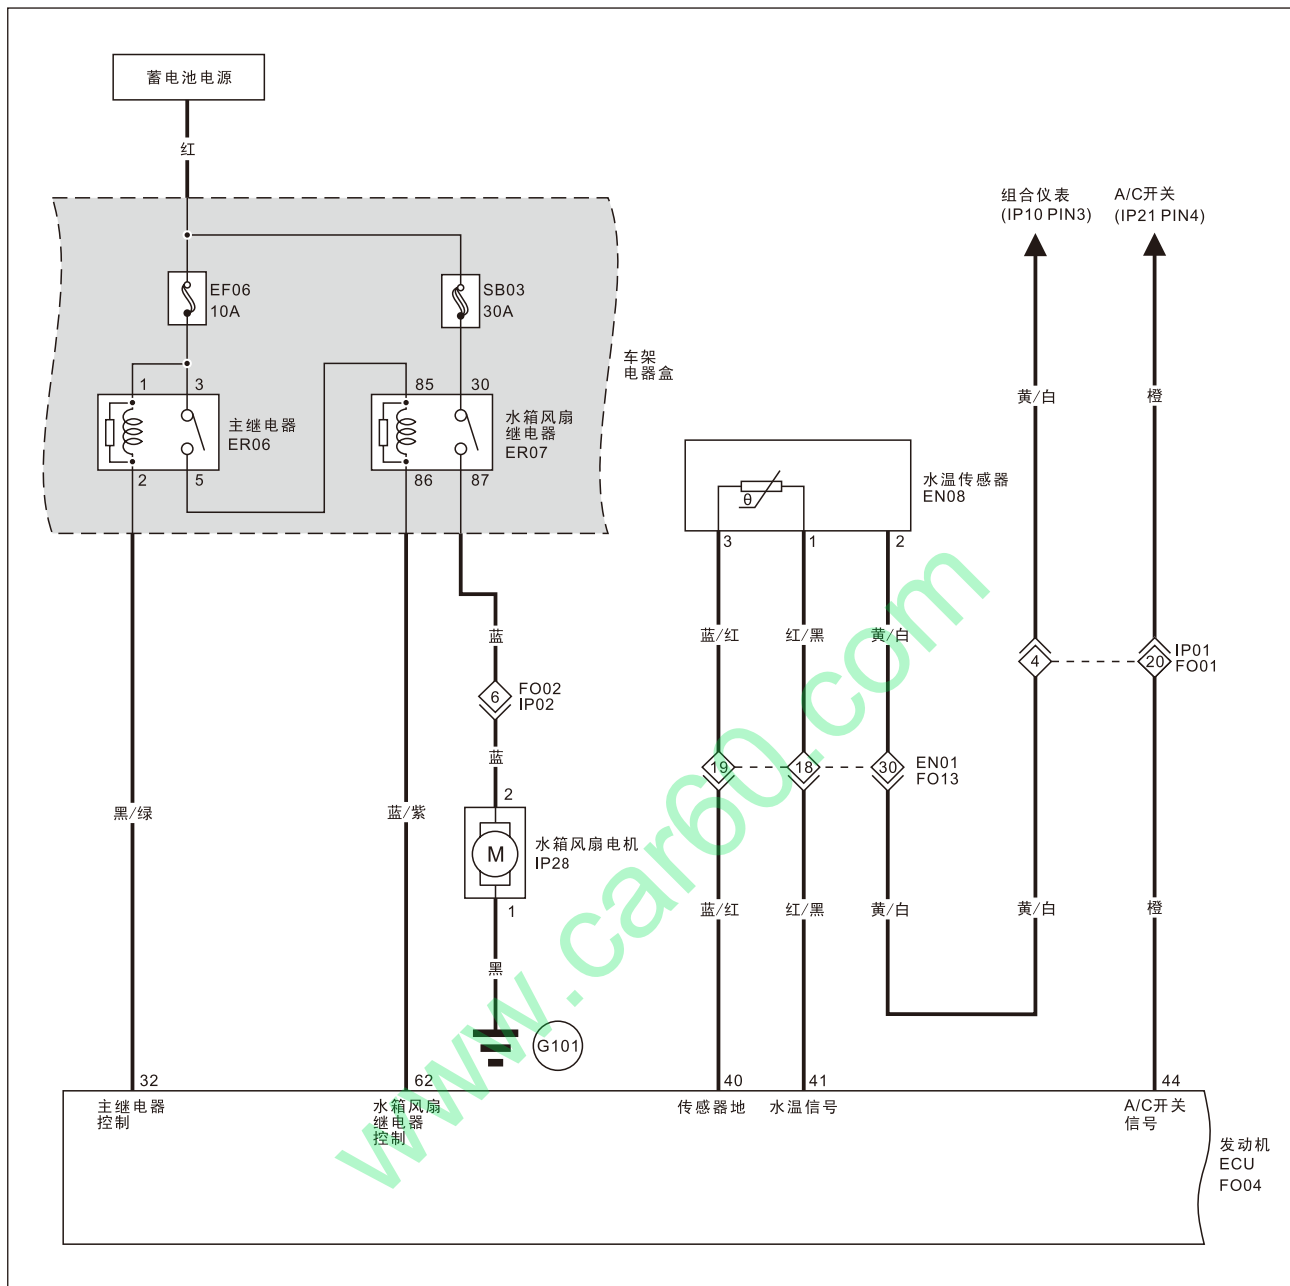 蓄电池电源
红
组合仪表
(IP10 PIN3)
A/C开关
(IP21 PIN4)
EF06
10A
SB03
30A
车架
电器盒
1
3
85
30
主继电器
ER06
水箱风扇
继电器
ER07
2
5
86
87
黄/白
橙
θ
水温传感器
EN08
3
1
2
蓝
蓝/红
红/黑
黄/白
4
20
IP01
FO01
6
FO02
IP02
蓝
19
18
30
EN01
FO13
黑/绿
蓝/紫
2
M
水箱风扇电机
IP28
1
蓝/红
红/黑
黄/白
黄/白
橙
黑
G101
32
62
40
41
44
主继电器
控制
水箱风扇
继电器
控制
传感器地
水温信号
A/C开关
信号
发动机
ECU
FO04
www.car60.com